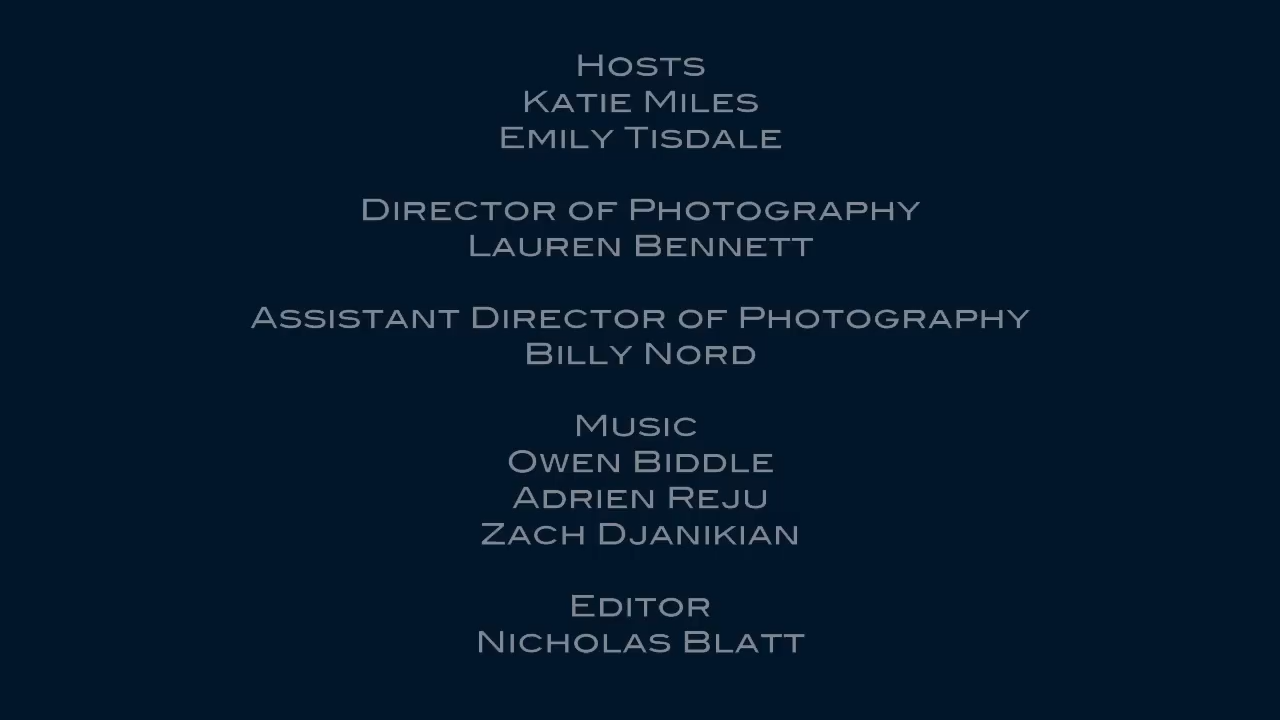 Hosts
Katie Miles
Emily Tisdale
Director of Photography
Lauren Bennett
Assistant Director of Photography
Billy Nord
Music
Owen Biddle
Adrien Reju
Zach Djanikian
Editor
Nicholas Blatt